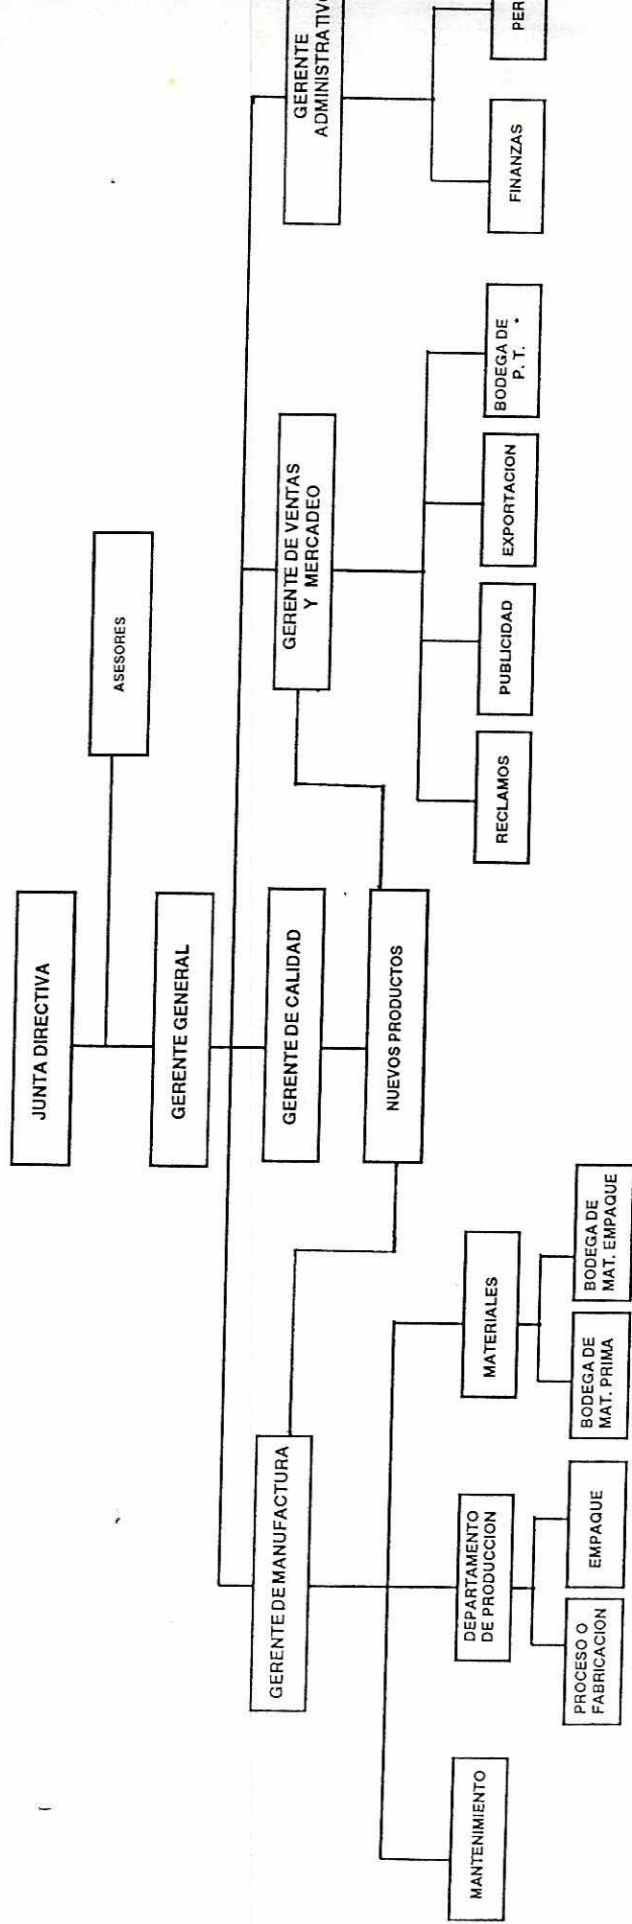 JUNTA DIRECTIVA
ASESORES
GERENTE GENERAL
GERENTE DE MANUFACTURA
GERENTE DE CALIDAD
GERENTE DE VENTAS
Y MERCADEO
GERENTE
ADMINISTRATIVO
NUEVOS PRODUCTOS
MANTENIMIENTO
DEPARTAMENTO
DE PRODUCCION
MATERIALES
RECLAMOS
PUBLICIDAD
EXPORTACION
BODEGA DE
P. T. *
FINANZAS
PER
PROCESO O
FABRICACION
EMPAQUE
BODEGA DE
MAT. PRIMA
BODEGA DE
MAT. EMPAQUE